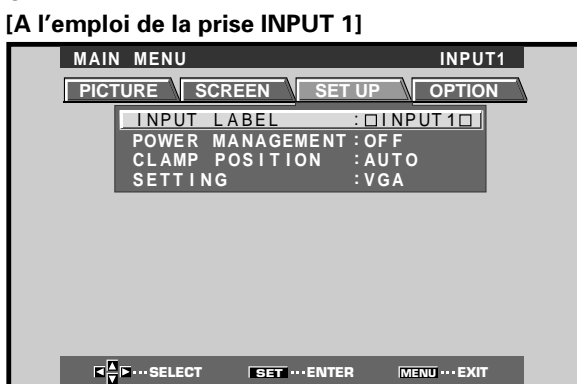 [A l'emploi de la prise INPUT 1]
MAIN MENU INPUT1
PICTURE SCREEN SET UP OPTION
INPUT LABEL :□INPUT1□
POWER MANAGEMENT :OFF
CLAMP POSITION :AUTO
SETTING :VGA
◀▲▼▶···SELECT SET ···ENTER MENU ···EXIT